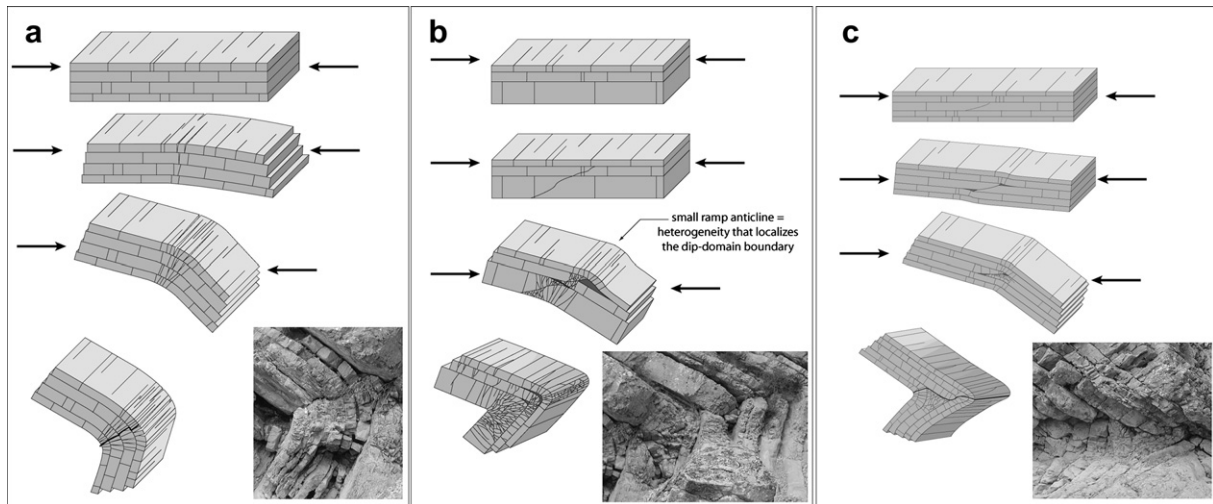 a
b
c
small ramp anticline =
heterogeneity that localizes
the dip-domain boundary